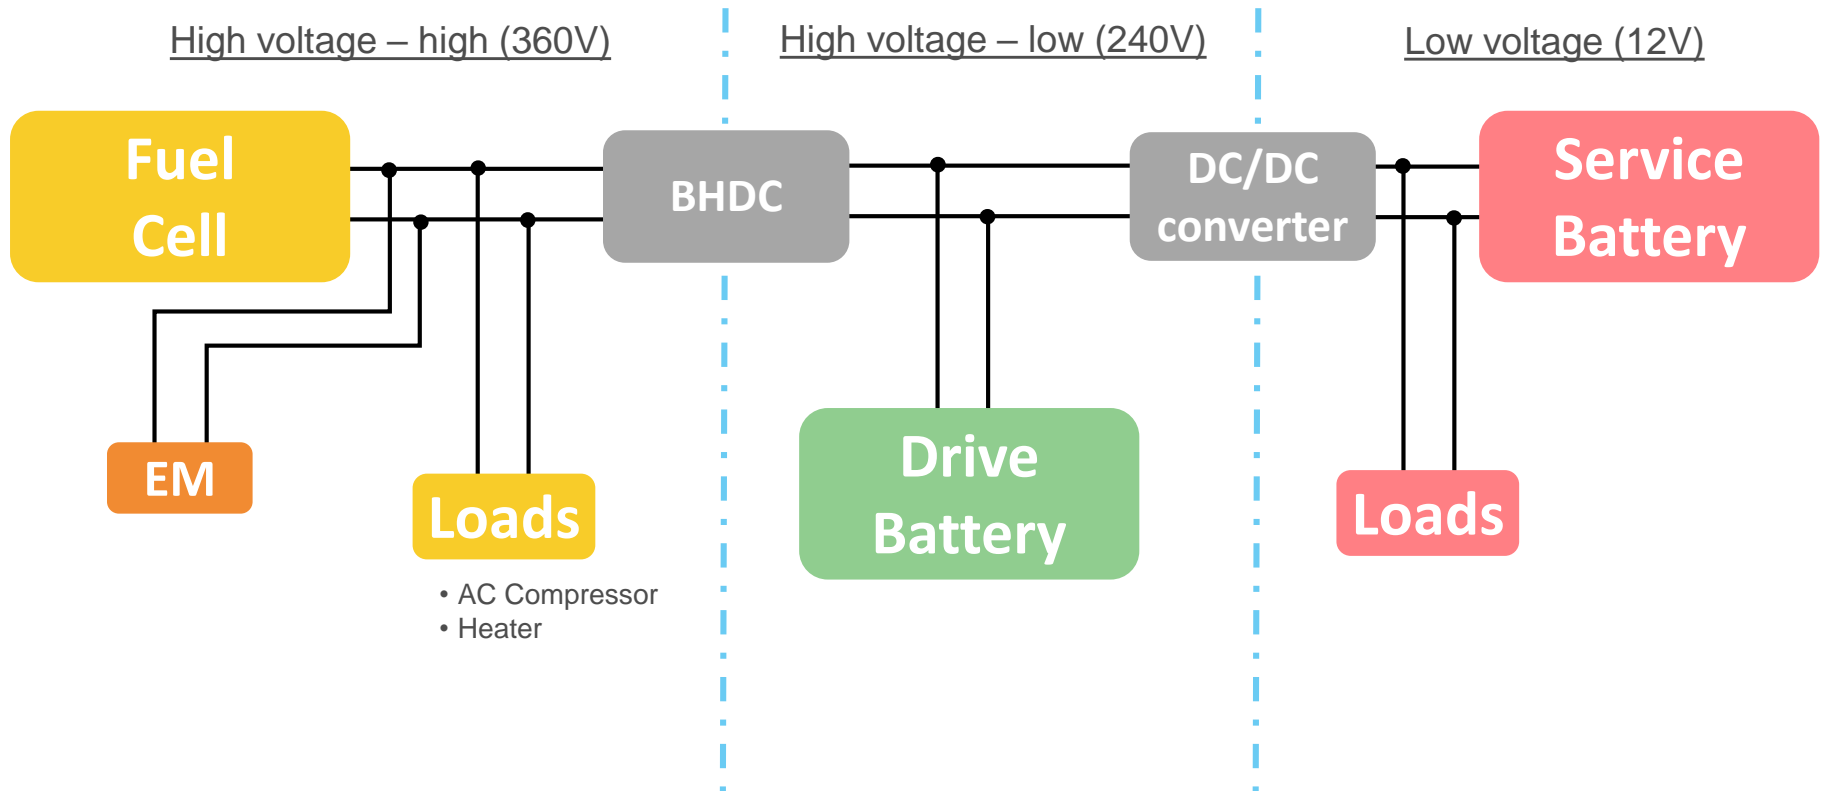 High voltage – high (360V)
High voltage – low (240V)
Low voltage (12V)
Fuel
Cell
BHDC
DC/DC
converter
Service
Battery
EM
Loads
• AC Compressor
• Heater
Drive
Battery
Loads